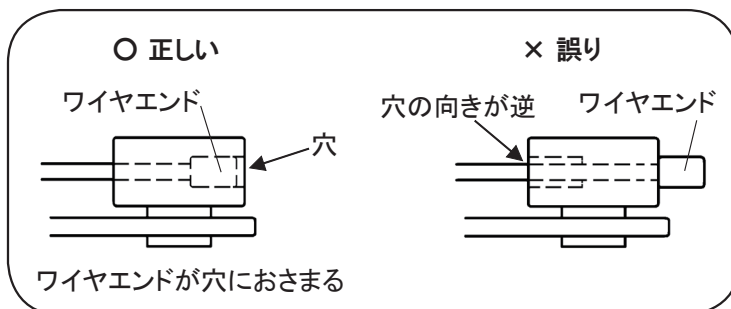 ○ 正しい
ワイヤエンド
穴
ワイヤエンドが穴におさまる
× 誤り
穴の向きが逆
ワイヤエンド